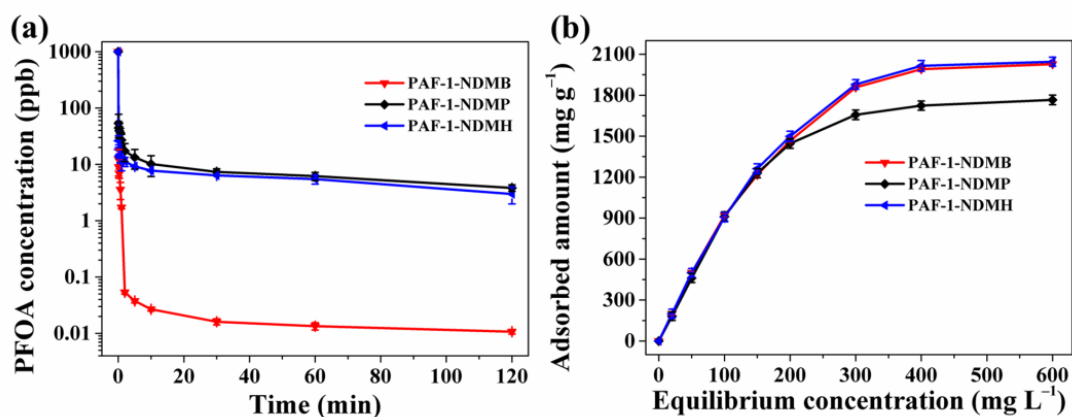 (a)
PFOA concentration (ppb)
1000
100
10
1
0.1
0.01
PAF-1-NDMB
PAF-1-NDMP
PAF-1-NDMH
0 20 40 60 80 100 120
Time (min)
(b)
Adsorbed amount (mg g⁻¹)
2100
1800
1500
1200
900
600
300
0
PAF-1-NDMB
PAF-1-NDMP
PAF-1-NDMH
0 100 200 300 400 500 600
Equilibrium concentration (mg L⁻¹)